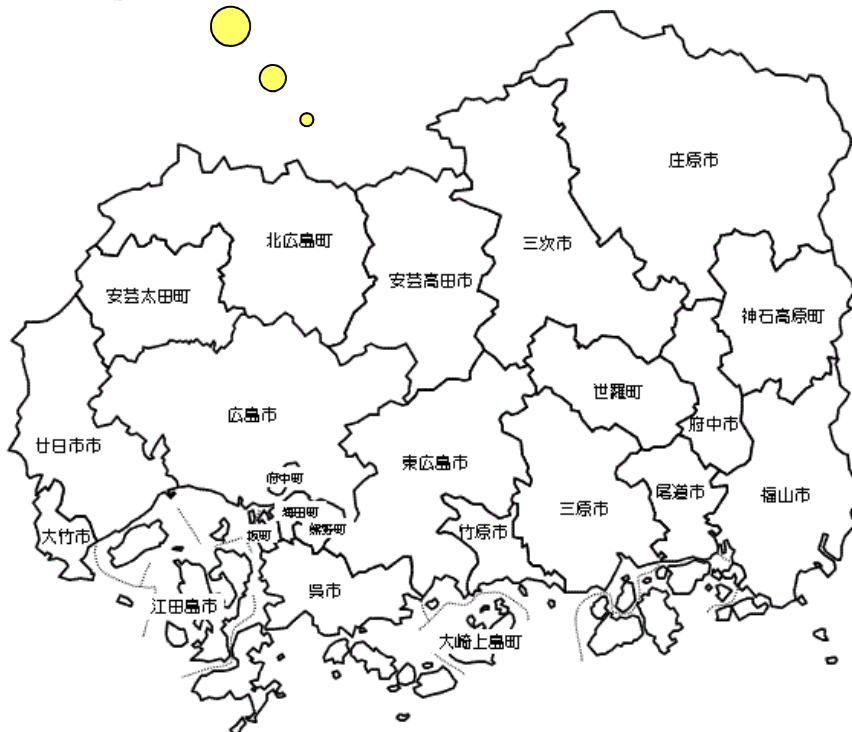 庄原市
北広島町
三次市
安芸高田市
安芸太田町
神石高原町
世羅町
広島市
府中市
廿日市市
東広島市
府中町
尾道市
福山市
海田町
三原市
熊野町
竹原市
坂町
大竹市
呉市
江田島市
大崎上島町